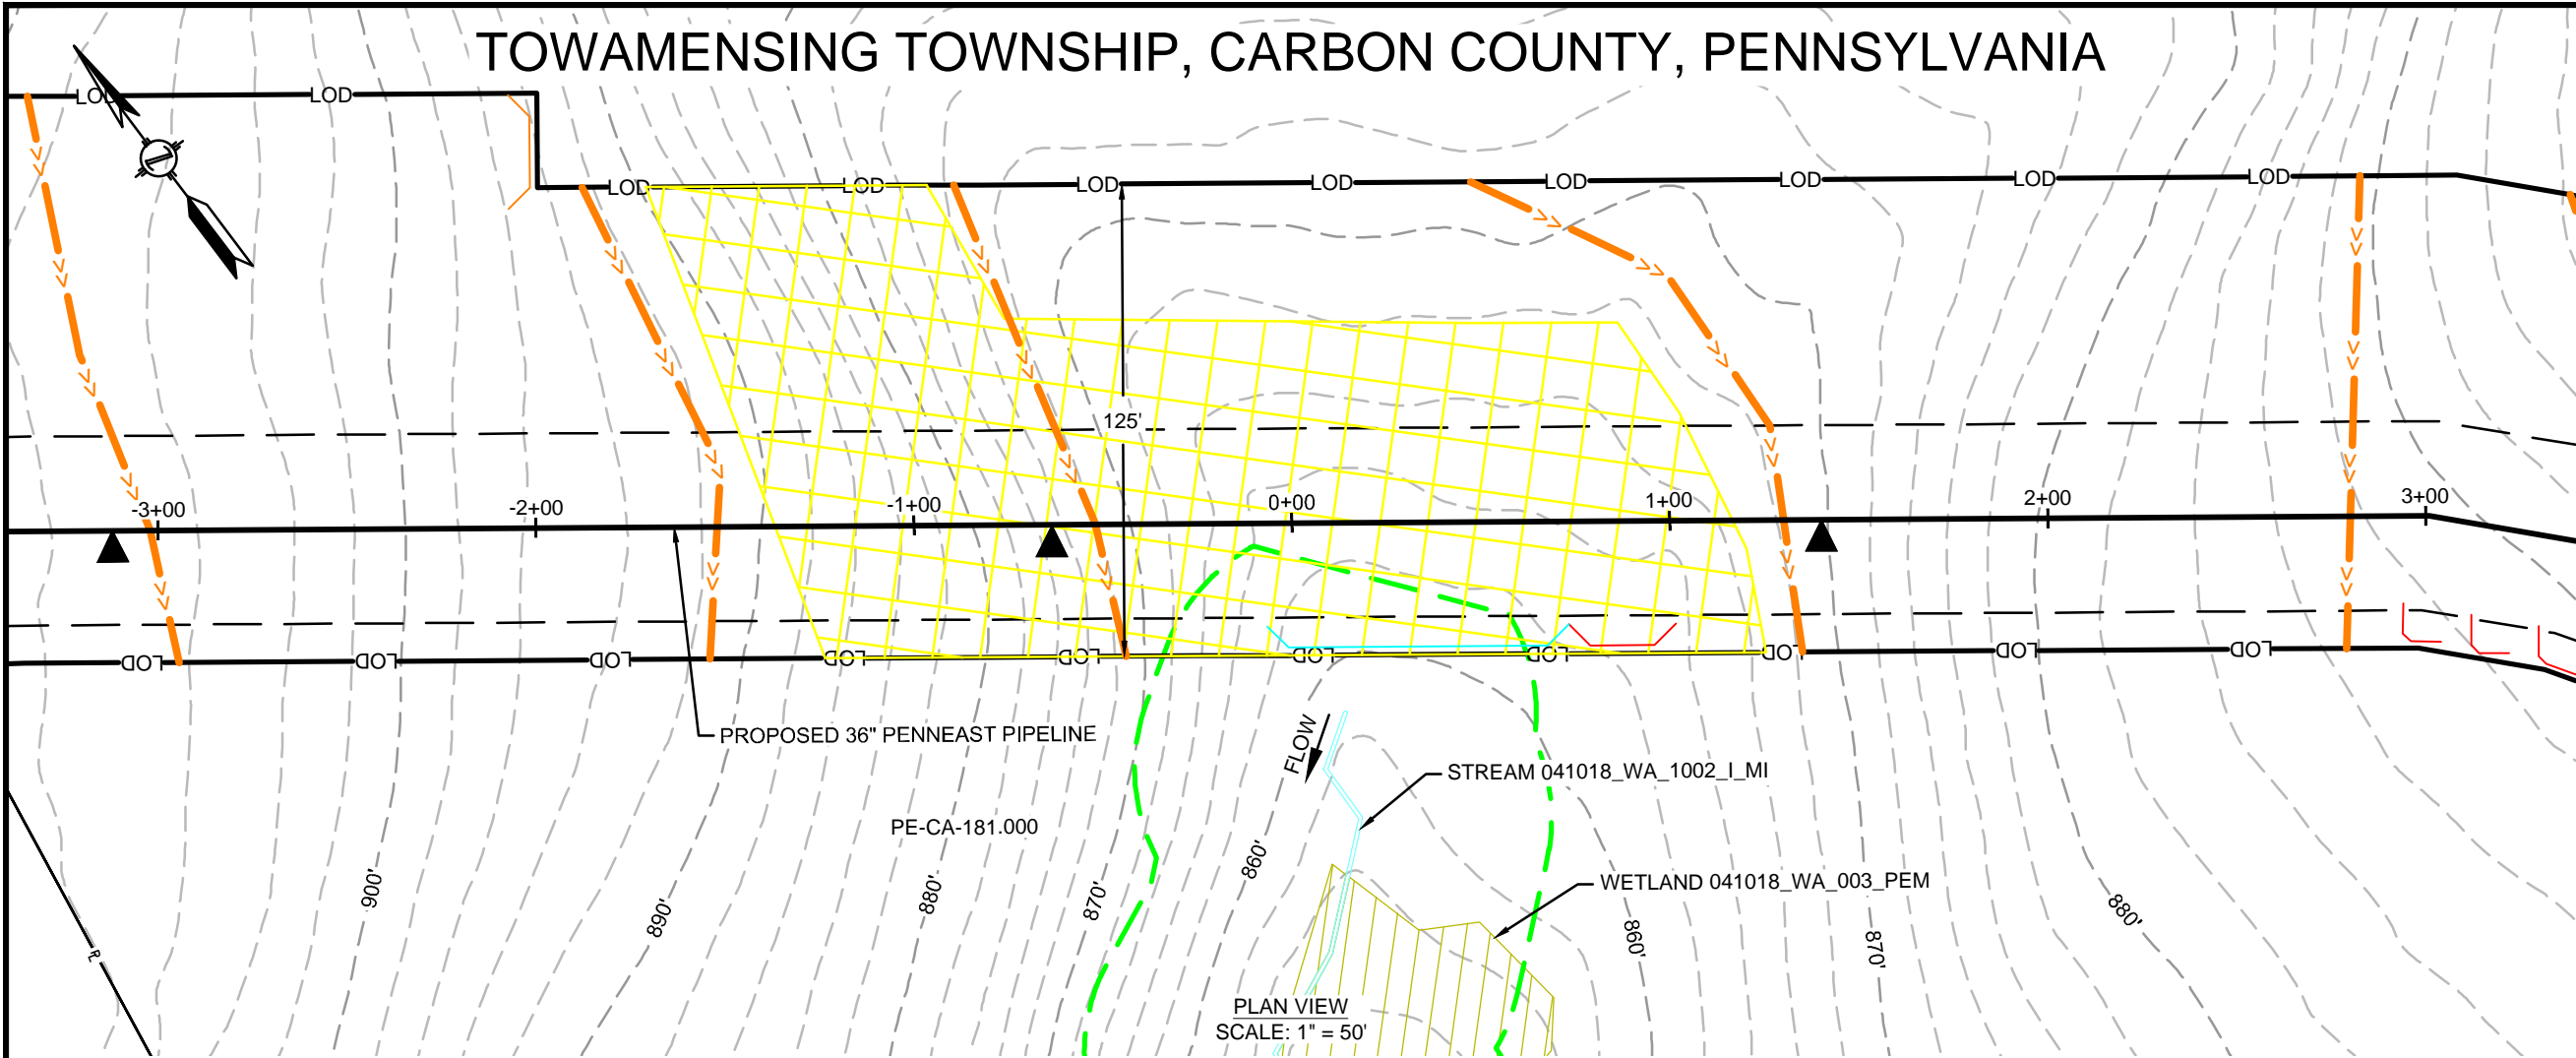 TOWAMENSING TOWNSHIP, CARBON COUNTY, PENNSYLVANIA
LOD LOD
LOD LOD LOD LOD LOD LOD LOD LOD
125'
-3+00 -2+00 -1+00 0+00 1+00 2+00 3+00
LOD LOD LOD LOD LOD LOD LOD LOD LOD LOD
PROPOSED 36" PENNEAST PIPELINE
FLOW
STREAM 041018_WA_1002_I_MI
PE-CA-181.000
WETLAND 041018_WA_003_PEM
900' 890' 880' 870' 860' 860' 870' 880'
PLAN VIEW
SCALE: 1" = 50'